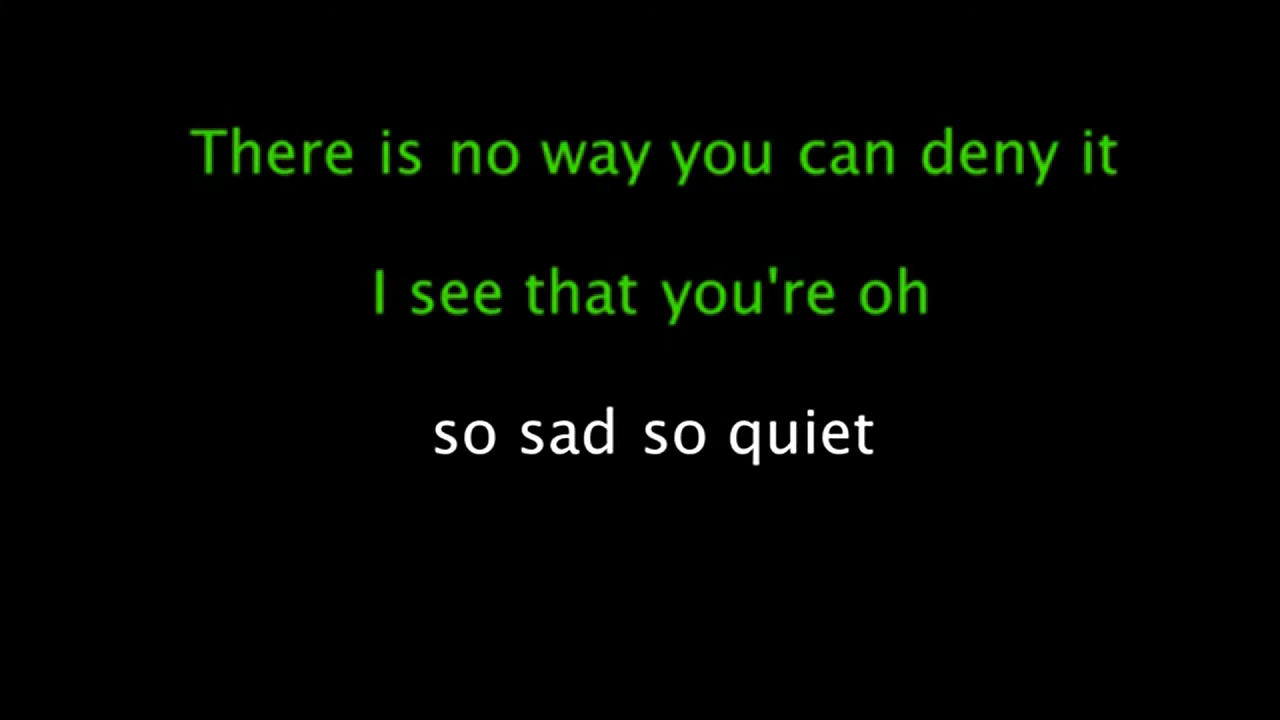 There is no way you can deny it
I see that you're oh
so sad so quiet